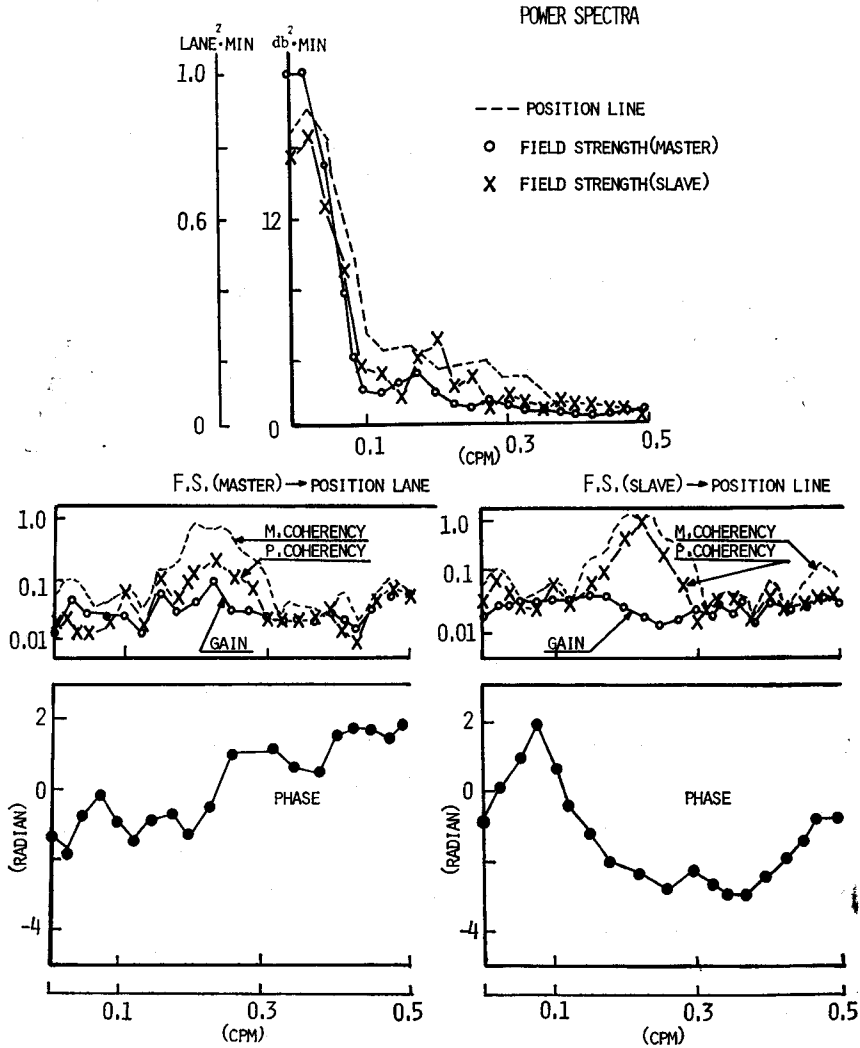 POWER SPECTRA
LANE²·MIN
db²·MIN
1.0
0.6
0
12
0
--- POSITION LINE
o FIELD STRENGTH(MASTER)
x FIELD STRENGTH(SLAVE)
0.1
0.3
0.5
(CPM)
F.S.(MASTER)→POSITION LANE
1.0
0.1
0.01
M.COHERENCY
P.COHERENCY
GAIN
2
0
-4
(RADIAN)
PHASE
0.1
0.3
0.5
(CPM)
F.S.(SLAVE)→POSITION LINE
1.0
0.1
0.01
M.COHERENCY
P.COHERENCY
GAIN
2
0
-4
(RADIAN)
PHASE
0.1
0.3
0.5
(CPM)